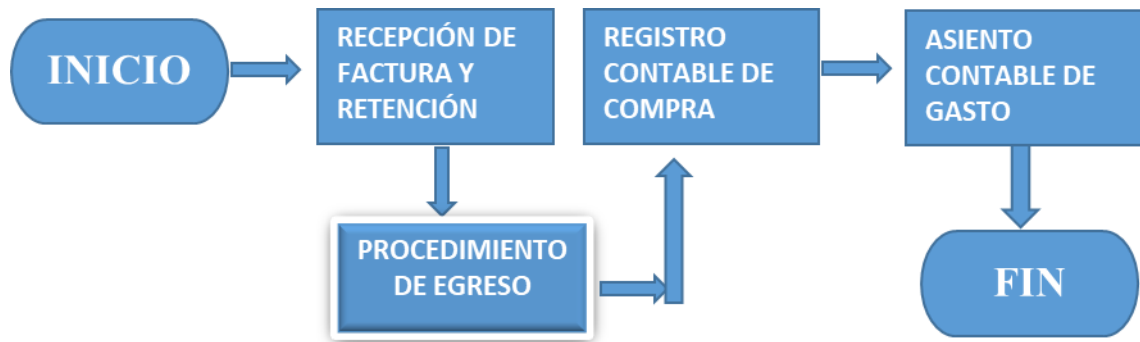 INICIO
RECEPCIÓN DE
FACTURA Y
RETENCIÓN
PROCEDIMIENTO
DE EGRESO
REGISTRO
CONTABLE DE
COMPRA
ASIENTO
CONTABLE DE
GASTO
FIN